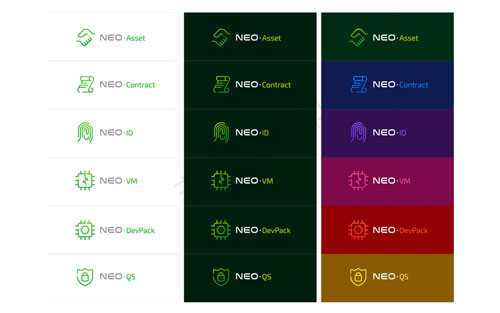 NEO·Asset NEO·Asset NEO·Asset
NEO·Contract NEO·Contract NEO·Contract
NEO·ID NEO·ID NEO·ID
NEO·VM NEO·VM NEO·VM
NEO·DevPack NEO·DevPack NEO·DevPack
NEO·QS NEO·QS NEO·QS